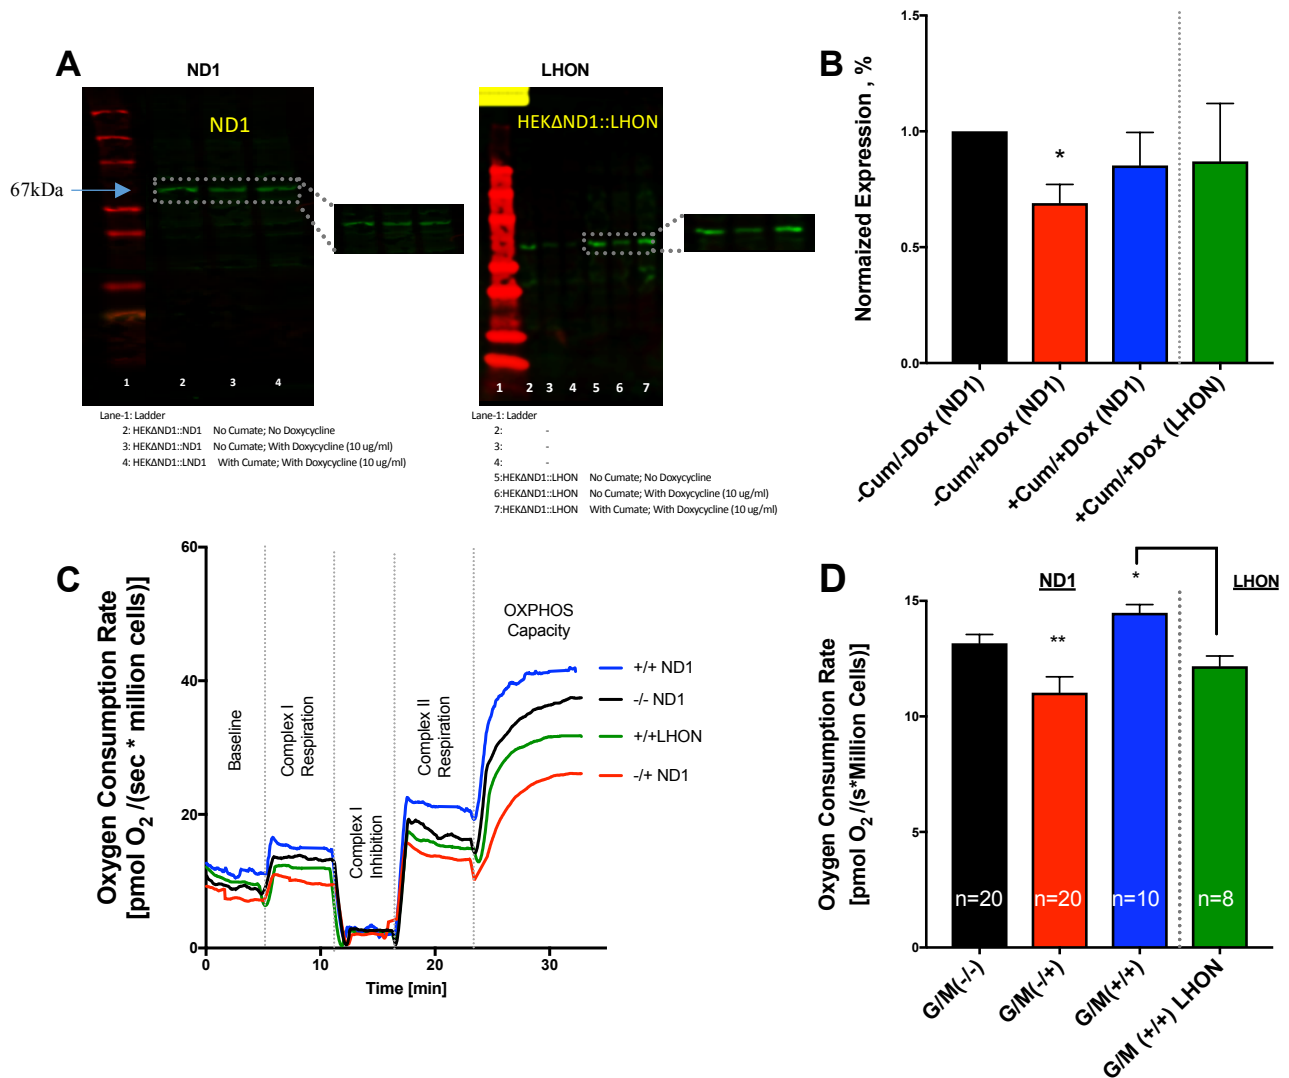 A
ND1
LHON
ND1
HEKΔND1::LHON
67kDa
1 2 3 4
1 2 3 4 5 6 7
Lane-1: Ladder
2: HEKΔND1::ND1 No Cumate; No Doxycycline
3: HEKΔND1::ND1 No Cumate; With Doxycycline (10 ug/ml)
4: HEKΔND1::LND1 With Cumate; With Doxycycline (10 ug/ml)
Lane-1: Ladder
2: -
3: -
4: -
5:HEKΔND1::LHON No Cumate; No Doxycycline
6:HEKΔND1::LHON No Cumate; With Doxycycline (10 ug/ml)
7:HEKΔND1::LHON With Cumate; With Doxycycline (10 ug/ml)
B
Normaized Expression , %
1.5
1.0
0.5
0.0
*
-Cum/-Dox (ND1)
-Cum/+Dox (ND1)
+Cum/+Dox (ND1)
+Cum/+Dox (LHON)
C
Oxygen Consumption Rate
[pmol O2 /(sec * million cells)]
60
40
20
0
Baseline
Complex I
Respiration
Complex I
Inhibition
Complex II
Respiration
OXPHOS
Capacity
+/+ ND1
-/- ND1
+/+LHON
-/+ ND1
0 10 20 30
Time [min]
D
Oxygen Consumption Rate
[pmol O2 /(s*Million Cells)]
15
10
5
0
ND1
LHON
**
*
n=20
n=20
n=10
n=8
G/M(-/-)
G/M(-/+)
G/M(+/+)
G/M (+/+) LHON